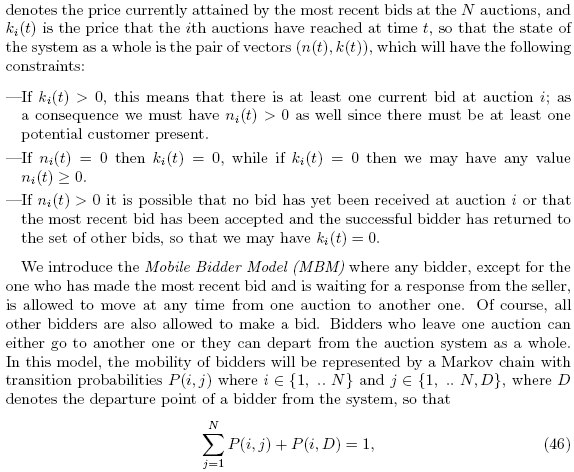 denotes the price currently attained by the most recent bids at the N auctions, and
k_i(t) is the price that the ith auctions have reached at time t, so that the state of
the system as a whole is the pair of vectors (n(t), k(t)), which will have the following
constraints:
—If k_i(t) > 0, this means that there is at least one current bid at auction i; as
a consequence we must have n_i(t) > 0 as well since there must be at least one
potential customer present.
—If n_i(t) = 0 then k_i(t) = 0, while if k_i(t) = 0 then we may have any value
n_i(t) ≥ 0.
—If n_i(t) > 0 it is possible that no bid has yet been received at auction i or that
the most recent bid has been accepted and the successful bidder has returned to
the set of other bids, so that we may have k_i(t) = 0.
We introduce the Mobile Bidder Model (MBM) where any bidder, except for the
one who has made the most recent bid and is waiting for a response from the seller,
is allowed to move at any time from one auction to another one. Of course, all
other bidders are also allowed to make a bid. Bidders who leave one auction can
either go to another one or they can depart from the auction system as a whole.
In this model, the mobility of bidders will be represented by a Markov chain with
transition probabilities P(i, j) where i ∈ {1, .. N} and j ∈ {1, .. N, D}, where D
denotes the departure point of a bidder from the system, so that
∑_{j=1}^{N} P(i, j) + P(i, D) = 1, (46)